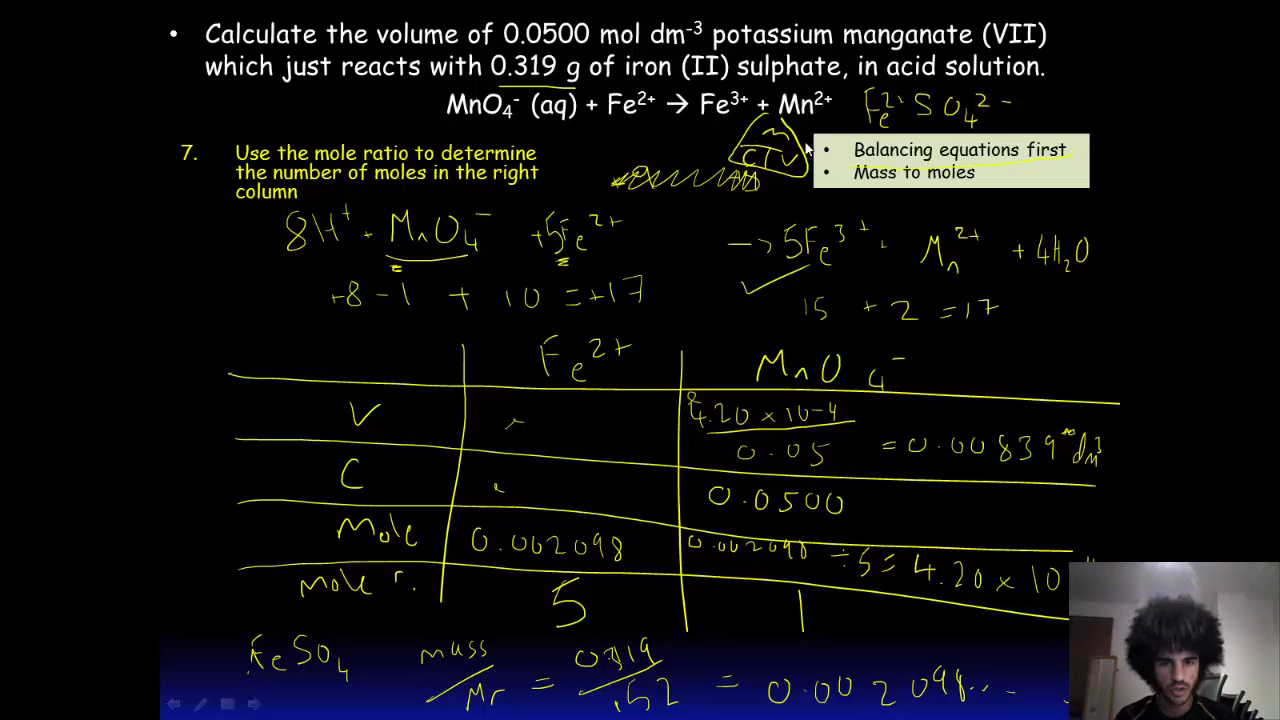 • Calculate the volume of 0.0500 mol dm-³ potassium manganate (VII)
which just reacts with 0.319 g of iron (II) sulphate, in acid solution.
MnO₄⁻ (aq) + Fe²⁺ → Fe³⁺ + Mn²⁺
Fe²⁺ SO₄²⁻
7. Use the mole ratio to determine
the number of moles in the right
column
n
C V
• Balancing equations first
• Mass to moles
8H⁺ + MnO₄⁻ + 5Fe²⁺ → 5Fe³⁺ + Mn²⁺ + 4H₂O
+8 -1 + 10 = +17
15 + 2 = 17
Fe²⁺ MnO₄⁻
V 4.20 x 10-4
0.05 = 0.00839 dm³
C 0.0500
Mole 0.002098 0.002098 ÷5 = 4.20 x 10
mole r. 5 1
FeSO₄ mass
Mr = 0.319
152 = 0.002098...